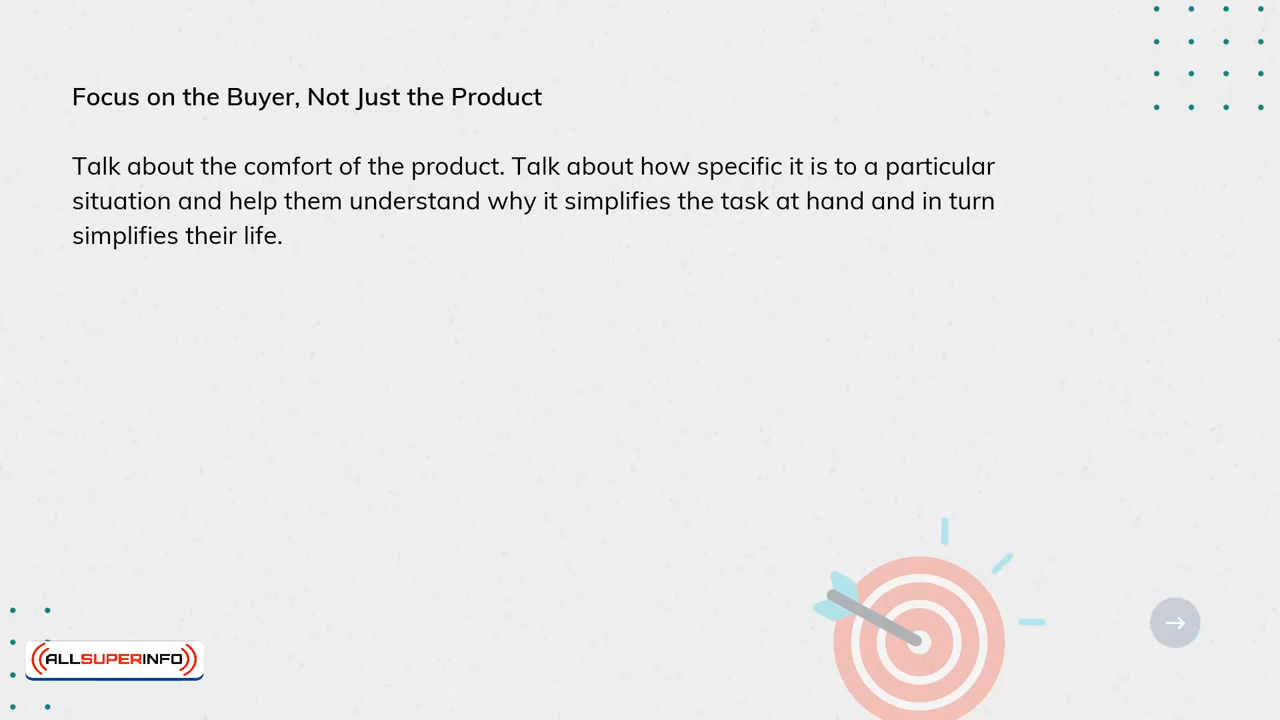 Focus on the Buyer, Not Just the Product
Talk about the comfort of the product. Talk about how specific it is to a particular
situation and help them understand why it simplifies the task at hand and in turn
simplifies their life.
ALLSUPERINFO